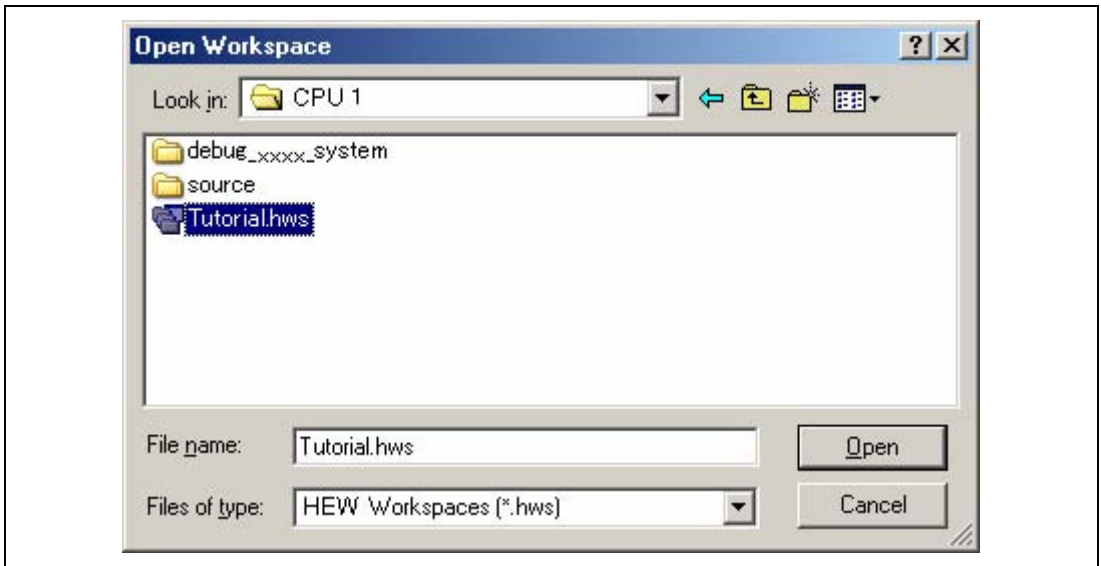 Open Workspace
Look in: CPU 1
debug_xxxx_system
source
Tutorial.hws
File name: Tutorial.hws Open
Files of type: HEW Workspaces (*.hws) Cancel